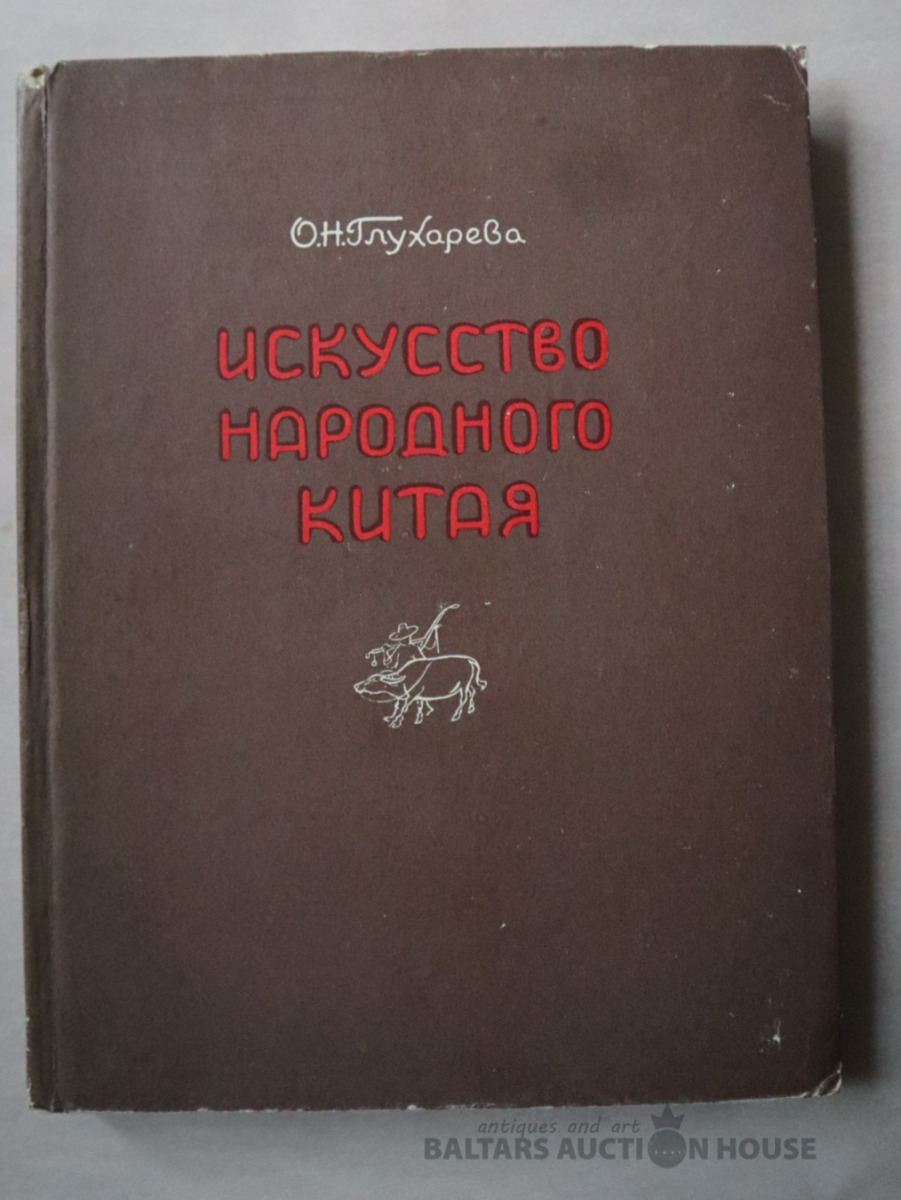 О.Н.Глухарева
ИСКУССТВО
НАРОДНОГО
КИТАЯ
antiques and art
BALTARS AUCTION HOUSE